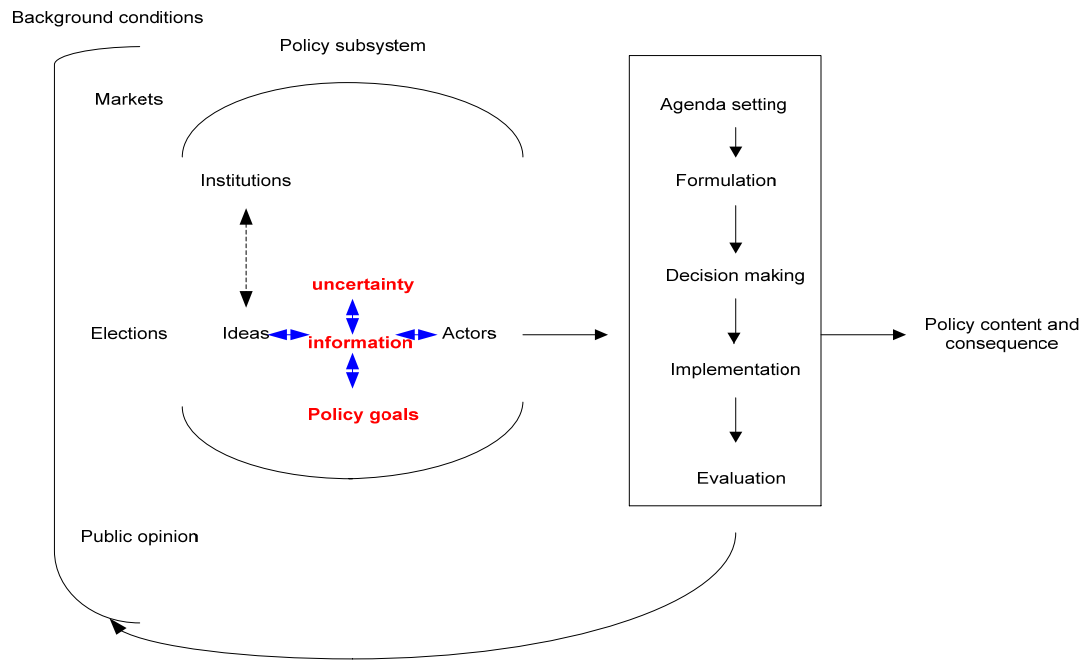 Background conditions
Policy subsystem
Markets
Institutions
Elections
Ideas
uncertainty
information
Policy goals
Actors
Public opinion
Agenda setting
Formulation
Decision making
Implementation
Evaluation
Policy content and
consequence